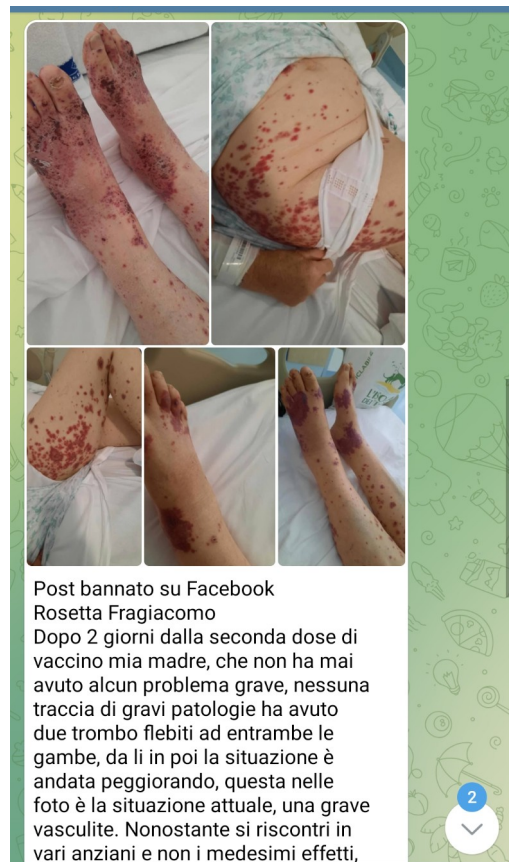 Post bannato su Facebook
Rosetta Fragiacomo
Dopo 2 giorni dalla seconda dose di
vaccino mia madre, che non ha mai
avuto alcun problema grave, nessuna
traccia di gravi patologie ha avuto
due trombo flebiti ad entrambe le
gambe, da li in poi la situazione è
andata peggiorando, questa nelle
foto è la situazione attuale, una grave
vasculite. Nonostante si riscontri in
vari anziani e non i medesimi effetti,
2